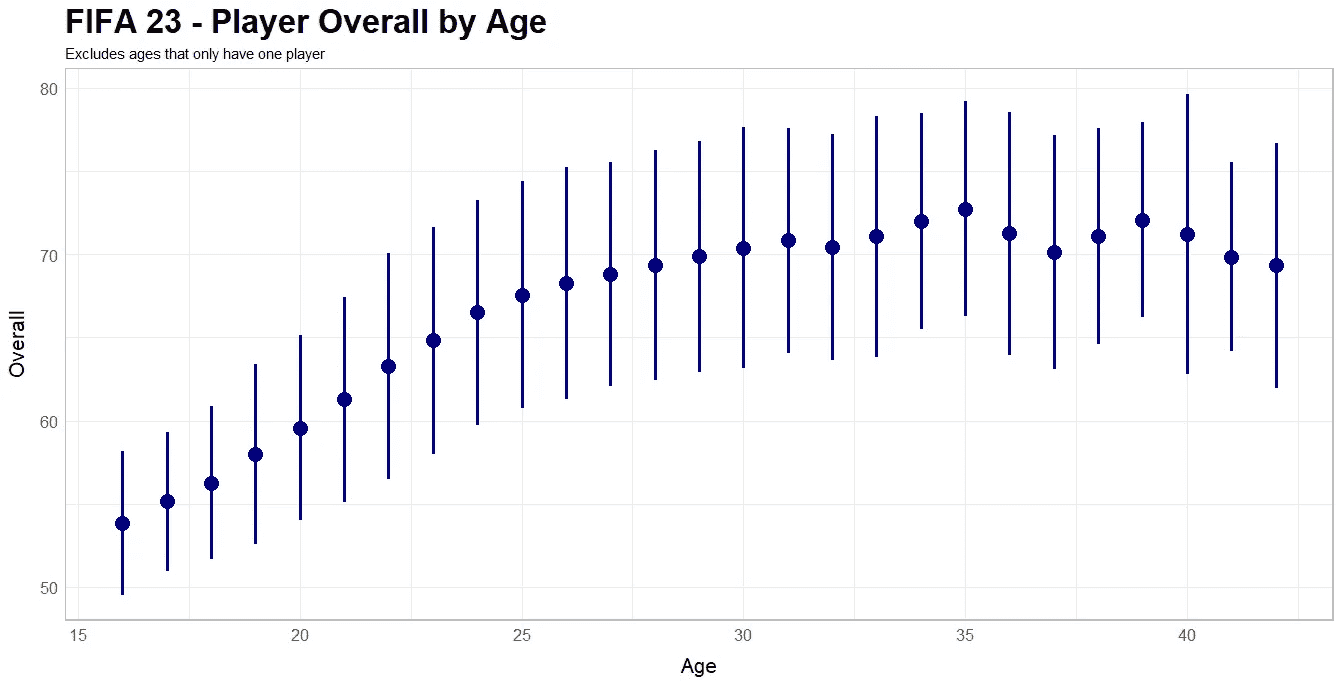 FIFA 23 - Player Overall by Age
Excludes ages that only have one player
80
70
60
50
Overall
15 20 25 30 35 40
Age